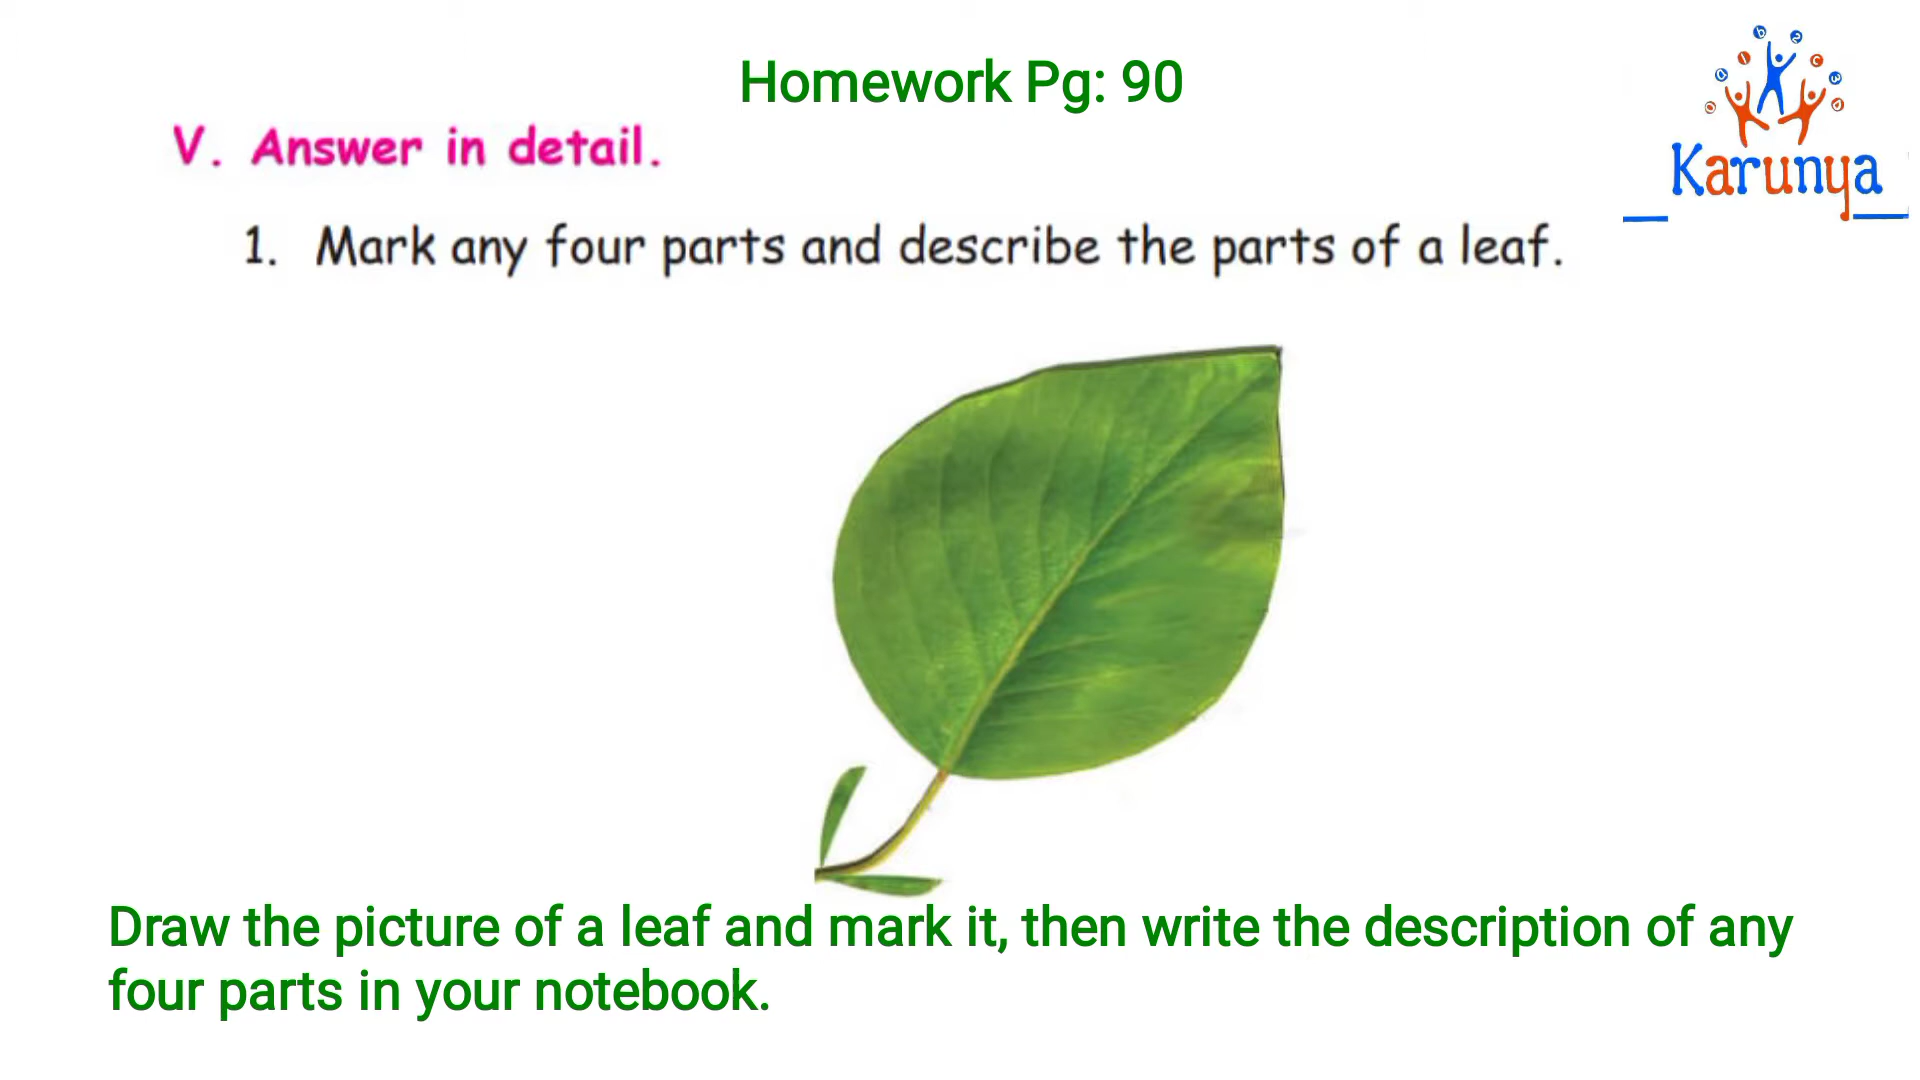 Homework Pg: 90
V. Answer in detail.
Karunya
1. Mark any four parts and describe the parts of a leaf.
Draw the picture of a leaf and mark it, then write the description of any
four parts in your notebook.